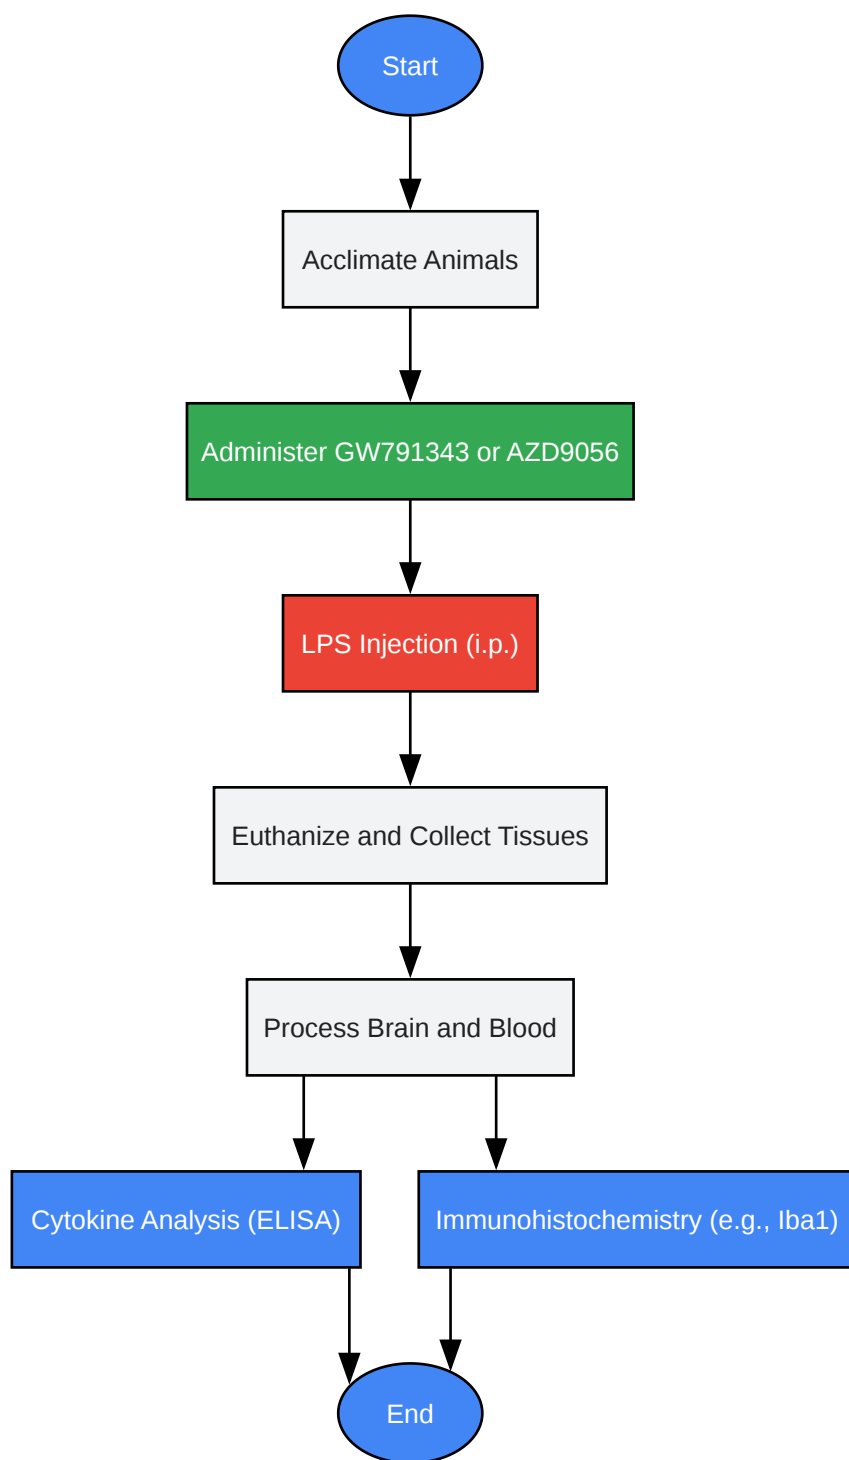 Start
Acclimate Animals
Administer GW791343 or AZD9056
LPS Injection (i.p.)
Euthanize and Collect Tissues
Process Brain and Blood
Cytokine Analysis (ELISA)
Immunohistochemistry (e.g., Iba1)
End